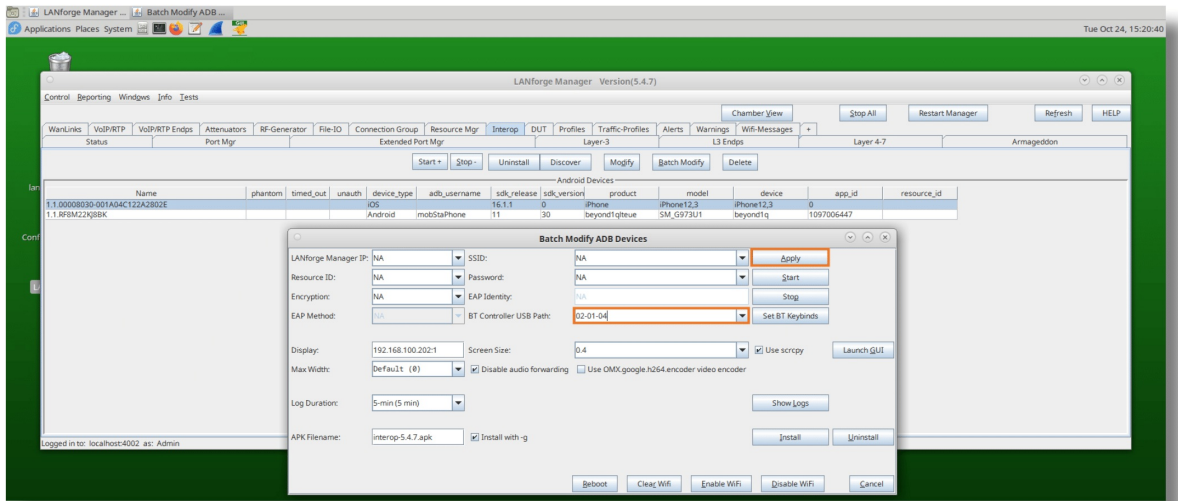 LANforge Manager ... Batch Modify ADB ...
Applications Places System Tue Oct 24, 15:20:40
LANforge Manager Version(5.4.7)
Control Reporting Windows Info Tests
Chamber View Stop All Restart Manager Refresh HELP
WanLinks VoIP/RTP VoIP/RTP Endps Attenuators RF-Generator File-IO Connection Group Resource Mgr Interop DUT Profiles Traffic-Profiles Alerts Warnings Wifi-Messages +
Status Port Mgr Extended Port Mgr Layer-3 L3 Endps Layer 4-7 Armageddon
Start + Stop - Uninstall Discover Modify Batch Modify Delete
Android Devices
Name phantom timed_out unauth device_type adb_username sdk_release sdk_version product model device app_id resource_id
1.1.00008030-001A04C122A2802E iOS 16.1.1 0 iPhone iPhone12,3 iPhone12,3 0
1.1.RF8M22KJ8BK Android mobStaPhone 11 30 beyond1qlteue SM_G973U1 beyond1q 1097006447
lan
Conf
Batch Modify ADB Devices
LANforge Manager IP: NA SSID: NA Apply
Resource ID: NA Password: NA Start
Encryption: NA EAP Identity: NA Stop
EAP Method: NA BT Controller USB Path: 02-01-04 Set BT Keybinds
Display: 192.168.100.202:1 Screen Size: 0.4 Use scrcpy Launch GUI
Max Width: Default (0) Disable audio forwarding Use OMX.google.h264.encoder video encoder
Log Duration: 5-min (5 min) Show Logs
APK Filename: interop-5.4.7.apk Install with -g Install Uninstall
Logged in to: localhost:4002 as: Admin
Reboot Clear Wifi Enable WiFi Disable WiFi Cancel